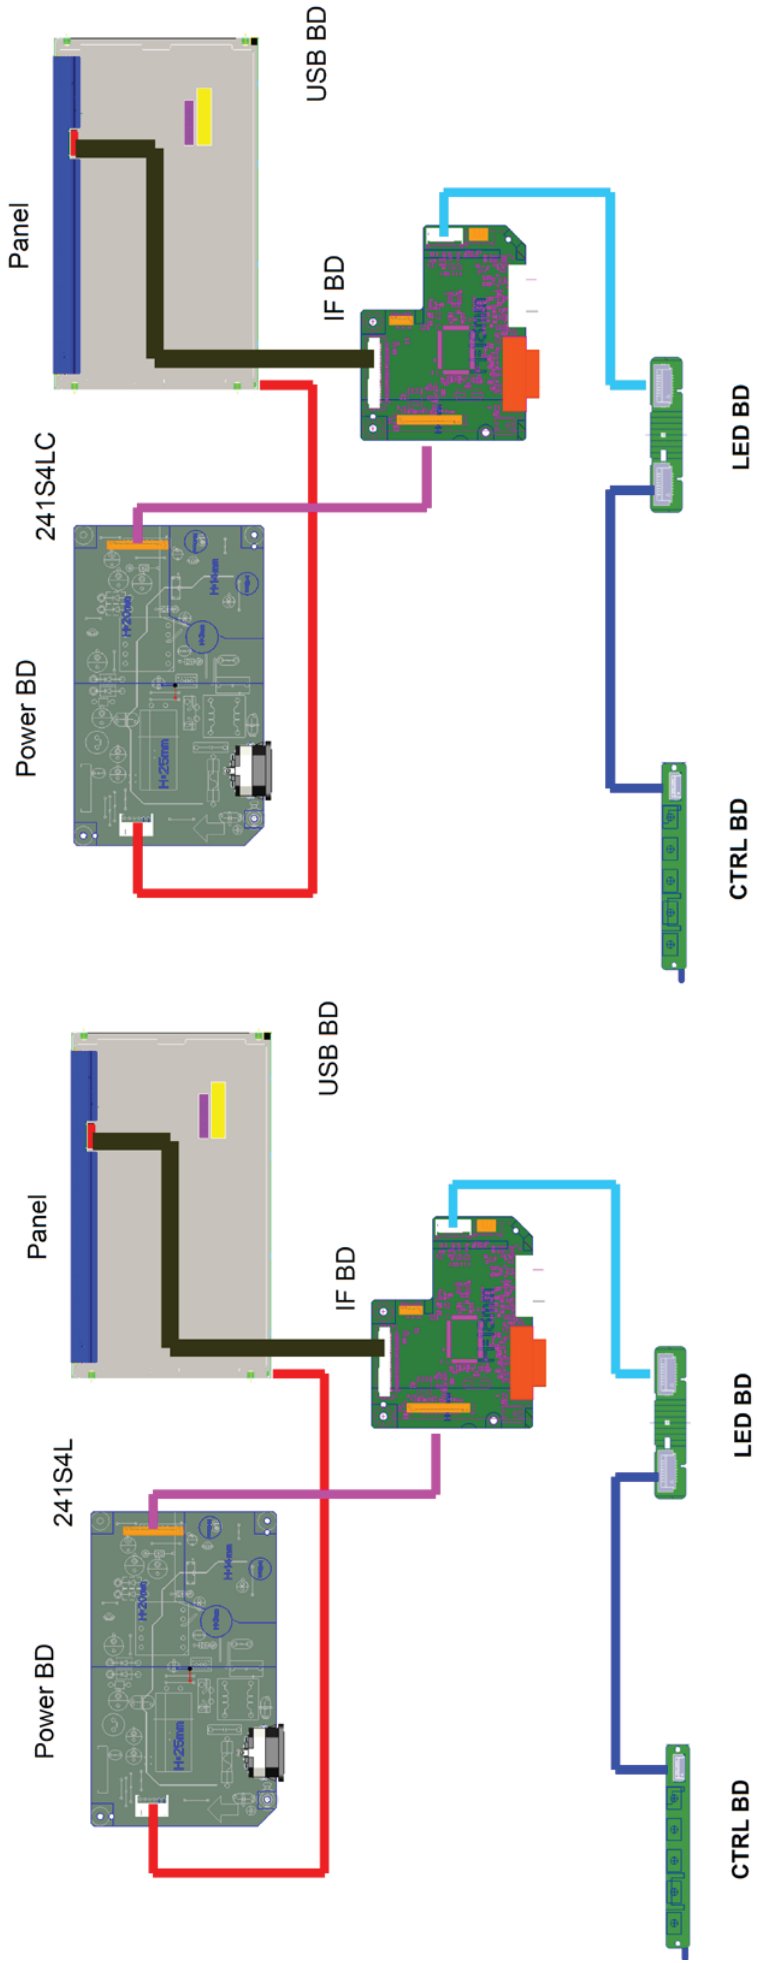 241S4L
Power BD
Panel
USB BD
IF BD
H=20mm
H=14mm
H=25mm
LED BD
CTRL BD
241S4LC
Power BD
Panel
USB BD
IF BD
H=20mm
H=14mm
H=25mm
LED BD
CTRL BD